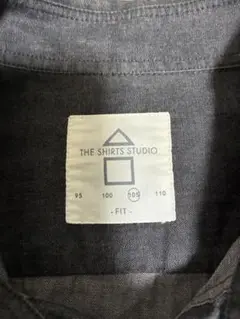 THE SHIRTS STUDIO
95 100 105 110
- FIT -